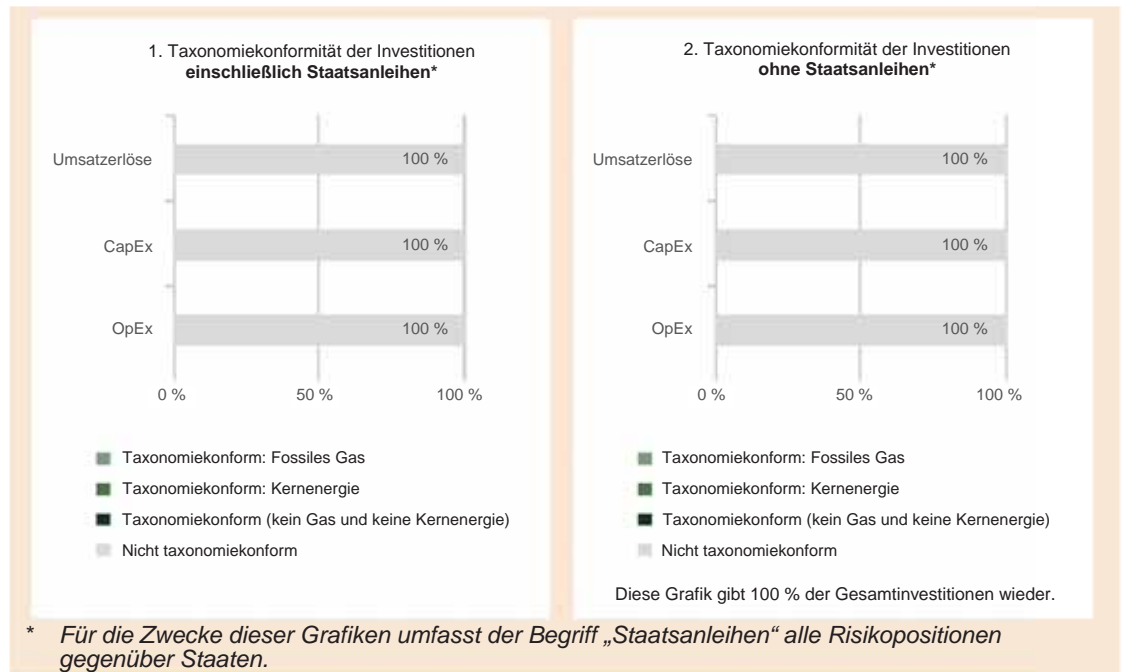 1. Taxonomiekonformität der Investitionen
einschließlich Staatsanleihen*
Umsatzerlöse
100 %
CapEx
100 %
OpEx
100 %
0 %
50 %
100 %
Taxonomiekonform: Fossiles Gas
Taxonomiekonform: Kernenergie
Taxonomiekonform (kein Gas und keine Kernenergie)
Nicht taxonomiekonform
2. Taxonomiekonformität der Investitionen
ohne Staatsanleihen*
Umsatzerlöse
100 %
CapEx
100 %
OpEx
100 %
0 %
50 %
100 %
Taxonomiekonform: Fossiles Gas
Taxonomiekonform: Kernenergie
Taxonomiekonform (kein Gas und keine Kernenergie)
Nicht taxonomiekonform
Diese Grafik gibt 100 % der Gesamtinvestitionen wieder.
* Für die Zwecke dieser Grafiken umfasst der Begriff „Staatsanleihen“ alle Risikopositionen
gegenüber Staaten.